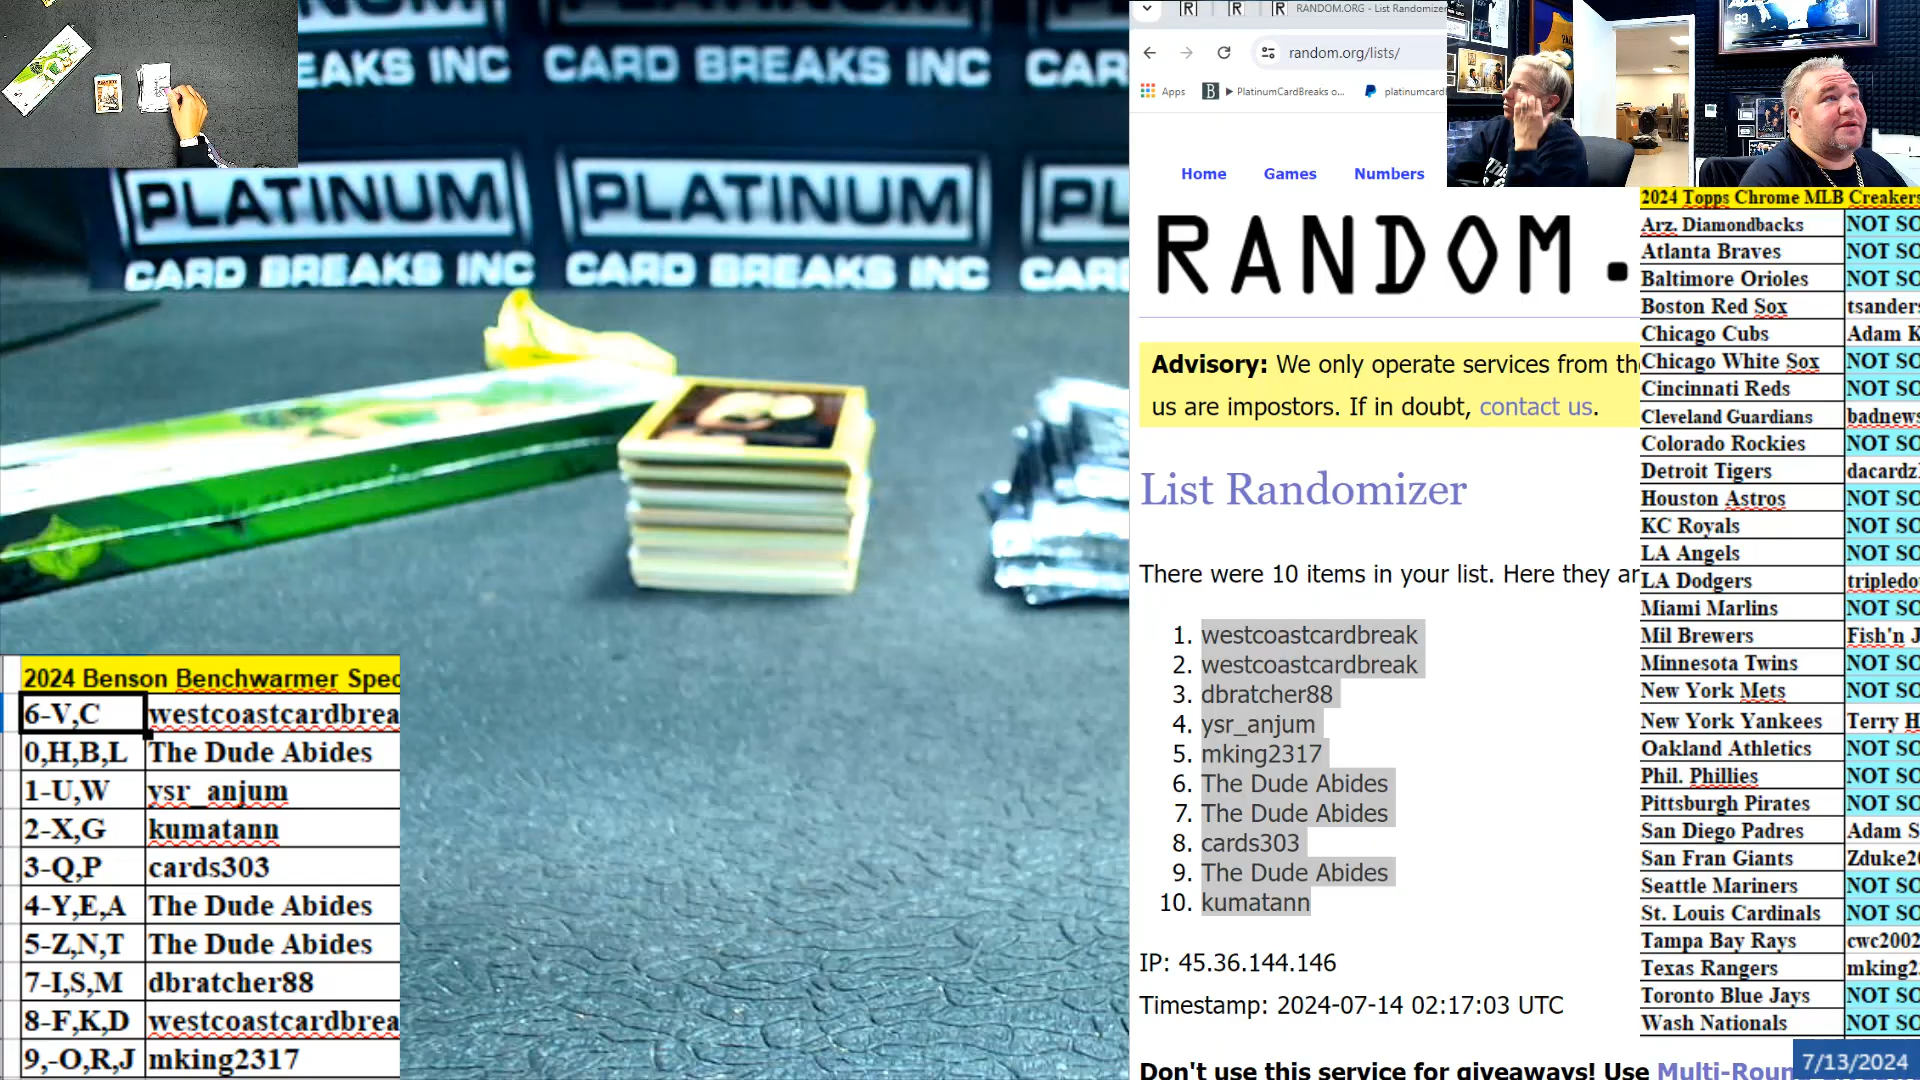 EAKS INC
CARD BREAKS INC
CAR
PLATINUM
PLATINUM
PL
CARD BREAKS INC
CARD BREAKS INC
CAR
2024 Benson Benchwarmer Spec
6-V,C westcoastcardbrea
0,H,B,L The Dude Abides
1-U,W ysr_anjum
2-X,G kumatann
3-Q,P cards303
4-Y,E,A The Dude Abides
5-Z,N,T The Dude Abides
7-I,S,M dbratcher88
8-F,K,D westcoastcardbrea
9,-O,R,J mking2317
RANDOM.ORG - List Randomizer
random.org/lists/
Apps
PlatinumCardBreaks o...
platinumcard
Home Games Numbers
RANDOM.
Advisory: We only operate services from th
us are impostors. If in doubt, contact us.
List Randomizer
There were 10 items in your list. Here they ar
1. westcoastcardbreak
2. westcoastcardbreak
3. dbratcher88
4. ysr_anjum
5. mking2317
6. The Dude Abides
7. The Dude Abides
8. cards303
9. The Dude Abides
10. kumatann
IP: 45.36.144.146
Timestamp: 2024-07-14 02:17:03 UTC
Don't use this service for giveaways! Use Multi-Roun
99
2024 Topps Chrome MLB Creakers
Arz. Diamondbacks NOT SO
Atlanta Braves NOT SO
Baltimore Orioles NOT SO
Boston Red Sox tsanders
Chicago Cubs Adam K
Chicago White Sox NOT SO
Cincinnati Reds NOT SO
Cleveland Guardians badnews
Colorado Rockies NOT SO
Detroit Tigers dacardz
Houston Astros NOT SO
KC Royals NOT SO
LA Angels NOT SO
LA Dodgers tripledo
Miami Marlins NOT SO
Mil Brewers Fish'n J
Minnesota Twins NOT SO
New York Mets NOT SO
New York Yankees Terry H
Oakland Athletics NOT SO
Phil. Phillies NOT SO
Pittsburgh Pirates NOT SO
San Diego Padres Adam S
San Fran Giants Zduke20
Seattle Mariners NOT SO
St. Louis Cardinals NOT SO
Tampa Bay Rays cwc2002
Texas Rangers mking2
Toronto Blue Jays NOT SO
Wash Nationals NOT SO
7/13/2024